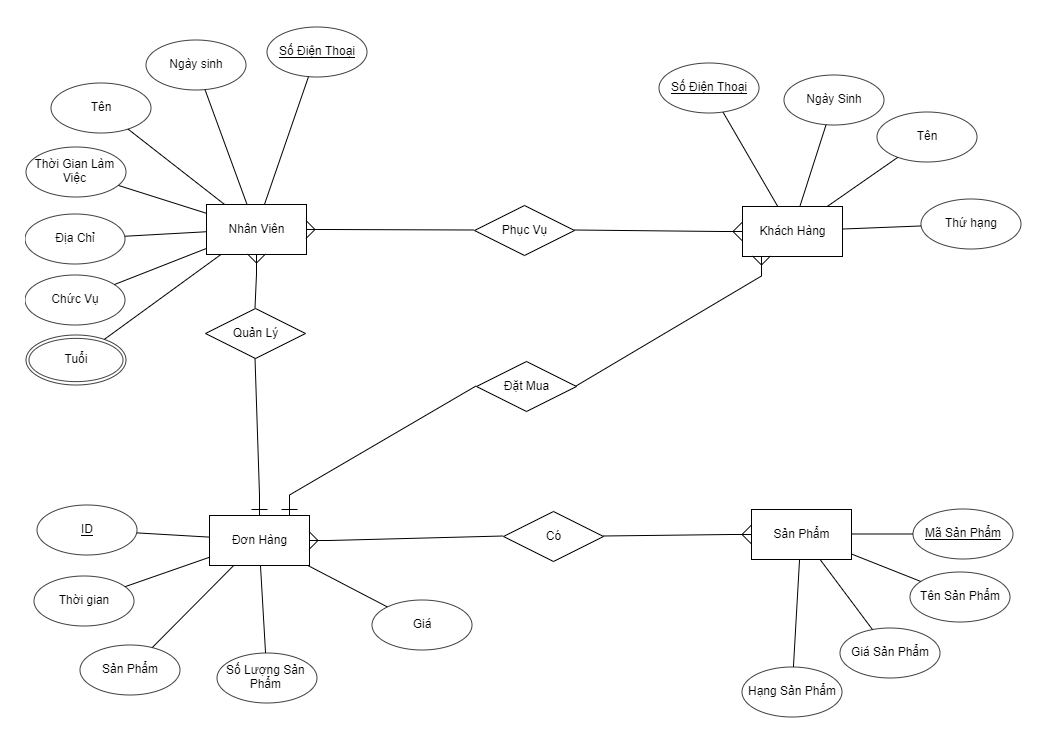 Số Điện Thoại
Ngày sinh
Tên
Thời Gian Làm
Việc
Địa Chỉ
Chức Vụ
Tuổi
Nhân Viên
Phục Vụ
Số Điện Thoại
Ngày Sinh
Tên
Thứ hạng
Khách Hàng
Quản Lý
Đặt Mua
ID
Thời gian
Sản Phẩm
Số Lượng Sản
Phẩm
Giá
Đơn Hàng
Có
Sản Phẩm
Mã Sản Phẩm
Tên Sản Phẩm
Giá Sản Phẩm
Hạng Sản Phẩm